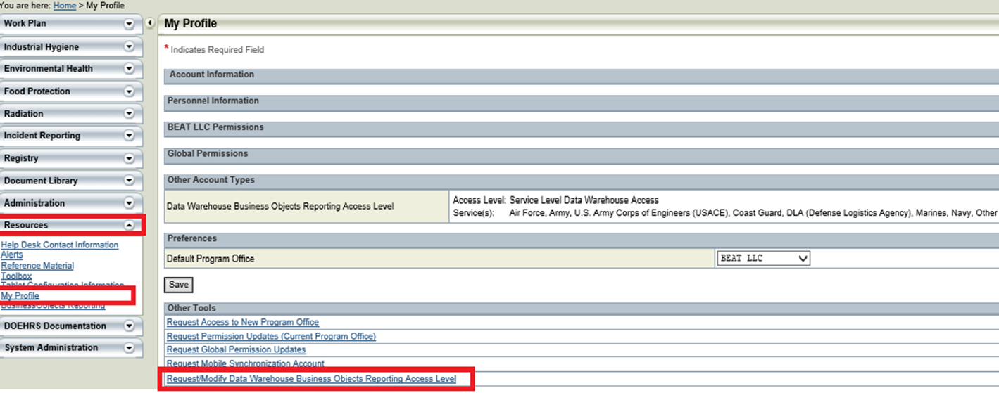 You are here: Home > My Profile
Work Plan
Industrial Hygiene
Environmental Health
Food Protection
Radiation
Incident Reporting
Registry
Document Library
Administration
Resources
Help Desk Contact Information
Alerts
Reference Material
Toolbox
Tablet Configuration Information
My Profile
BusinessObjects Reporting
DOEHRS Documentation
System Administration
My Profile
* Indicates Required Field
Account Information
Personnel Information
BEAT LLC Permissions
Global Permissions
Other Account Types
Data Warehouse Business Objects Reporting Access Level
Access Level: Service Level Data Warehouse Access
Service(s): Air Force, Army, U.S. Army Corps of Engineers (USACE), Coast Guard, DLA (Defense Logistics Agency), Marines, Navy, Other
Preferences
Default Program Office
BEAT LLC
Save
Other Tools
Request Access to New Program Office
Request Permission Updates (Current Program Office)
Request Global Permission Updates
Request Mobile Synchronization Account
Request/Modify Data Warehouse Business Objects Reporting Access Level